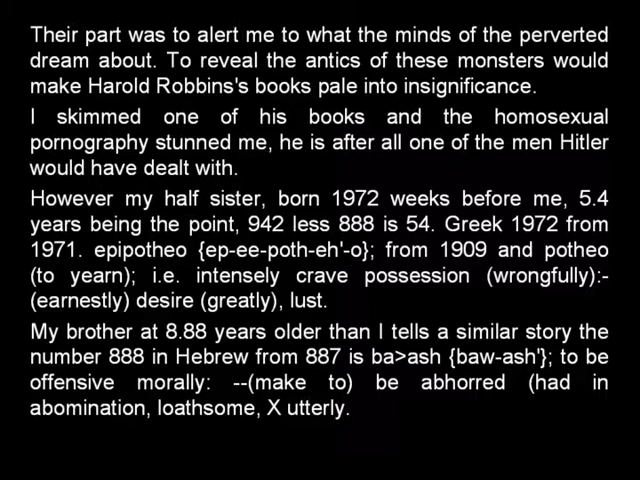 Their part was to alert me to what the minds of the perverted
dream about. To reveal the antics of these monsters would
make Harold Robbins's books pale into insignificance.
I skimmed one of his books and the homosexual
pornography stunned me, he is after all one of the men Hitler
would have dealt with.
However my half sister, born 1972 weeks before me, 5.4
years being the point, 942 less 888 is 54. Greek 1972 from
1971. epipotheo {ep-ee-poth-eh'-o}; from 1909 and potheo
(to yearn); i.e. intensely crave possession (wrongfully):-
(earnestly) desire (greatly), lust.
My brother at 8.88 years older than I tells a similar story the
number 888 in Hebrew from 887 is ba>ash {baw-ash'}; to be
offensive morally: --(make to) be abhorred (had in
abomination, loathsome, X utterly.